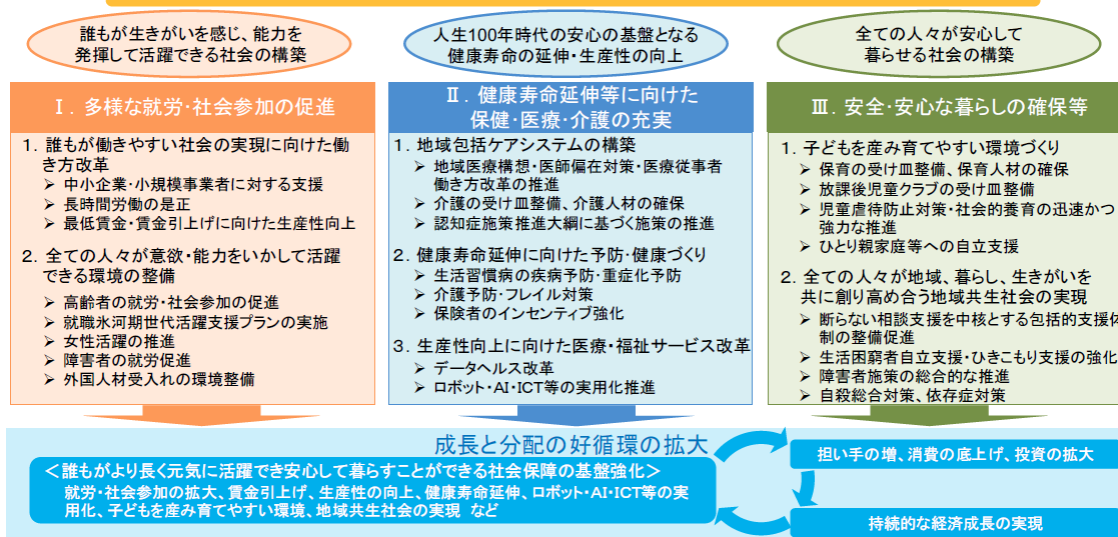 誰もが生きがいを感じ、能力を
発揮して活躍できる社会の構築
人生100年時代の安心の基盤となる
健康寿命の延伸・生産性の向上
全ての人々が安心して
暮らせる社会の構築
Ⅰ．多様な就労・社会参加の促進
1．誰もが働きやすい社会の実現に向けた働
き方改革
➢ 中小企業・小規模事業者に対する支援
➢ 長時間労働の是正
➢ 最低賃金・賃金引上げに向けた生産性向上
2．全ての人々が意欲・能力をいかして活躍
できる環境の整備
➢ 高齢者の就労・社会参加の促進
➢ 就職氷河期世代活躍支援プランの実施
➢ 女性活躍の推進
➢ 障害者の就労促進
➢ 外国人材受入れの環境整備
Ⅱ．健康寿命延伸等に向けた
保健・医療・介護の充実
1．地域包括ケアシステムの構築
➢ 地域医療構想・医師偏在対策・医療従事者
働き方改革の推進
➢ 介護の受け皿整備、介護人材の確保
➢ 認知症施策推進大綱に基づく施策の推進
2．健康寿命延伸に向けた予防・健康づくり
➢ 生活習慣病の疾病予防・重症化予防
➢ 介護予防・フレイル対策
➢ 保険者のインセンティブ強化
3．生産性向上に向けた医療・福祉サービス改革
➢ データヘルス改革
➢ ロボット・AI・ICT等の実用化推進
Ⅲ．安全・安心な暮らしの確保等
1．子どもを産み育てやすい環境づくり
➢ 保育の受け皿整備、保育人材の確保
➢ 放課後児童クラブの受け皿整備
➢ 児童虐待防止対策・社会的養育の迅速かつ
強力な推進
➢ ひとり親家庭等への自立支援
2．全ての人々が地域、暮らし、生きがいを
共に創り高め合う地域共生社会の実現
➢ 断らない相談支援を中核とする包括的支援体
制の整備促進
➢ 生活困窮者自立支援・ひきこもり支援の強化
➢ 障害者施策の総合的な推進
➢ 自殺総合対策、依存症対策
成長と分配の好循環の拡大
＜誰もがより長く元気に活躍でき安心して暮らすことができる社会保障の基盤強化＞
就労・社会参加の拡大、賃金引上げ、生産性の向上、健康寿命延伸、ロボット・AI・ICT等の実
用化、子どもを産み育てやすい環境、地域共生社会の実現 など
担い手の増、消費の底上げ、投資の拡大
持続的な経済成長の実現